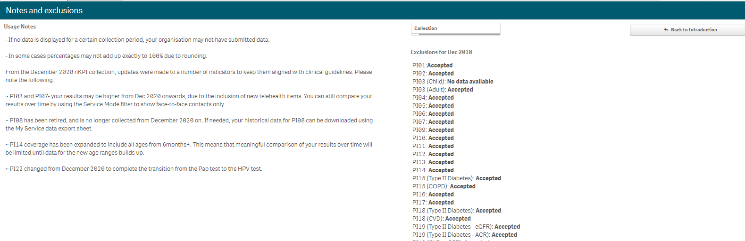 Notes and exclusions
Usage Notes
- If no data is displayed for a certain collection period, your organisation may not have submitted data.
- In some cases percentages may not add up exactly to 100% due to rounding.
From the December 2020 nKPI collection, updates were made to a number of indicators to keep them aligned with clinical guidelines. Please
note the following:
- PI03 and PI07- your results may be higher from Dec 2020 onwards, due to the inclusion of new telehealth items. You can still compare your
results over time by using the Service Mode filter to show face-to-face contacts only.
- PI08 has been retired, and is no longer collected from December 2020 on. If needed, your historical data for PI08 can be downloaded using
the My Service data export sheet.
- PI14 coverage has been expanded to include all ages from 6months+. This means that meaningful comparison of your results over time will
be limited until data for the new age ranges builds up.
- PI22 changed from December 2020 to complete the transition from the Pap test to the HPV test.
Collection
Back to Introduction
Exclusions for Dec 2018
PI01: Accepted
PI02: Accepted
PI03 (Child): No data available
PI03 (Adult): Accepted
PI04: Accepted
PI05: Accepted
PI06: Accepted
PI07: Accepted
PI09: Accepted
PI10: Accepted
PI11: Accepted
PI12: Accepted
PI13: Accepted
PI14: Accepted
PI15 (Type II Diabetes): Accepted
PI15 (COPD): Accepted
PI16: Accepted
PI17: Accepted
PI18 (Type II Diabetes): Accepted
PI18 (CVD): Accepted
PI19 (Type II Diabetes - eGFR): Accepted
PI19 (Type II Diabetes - ACR): Accepted